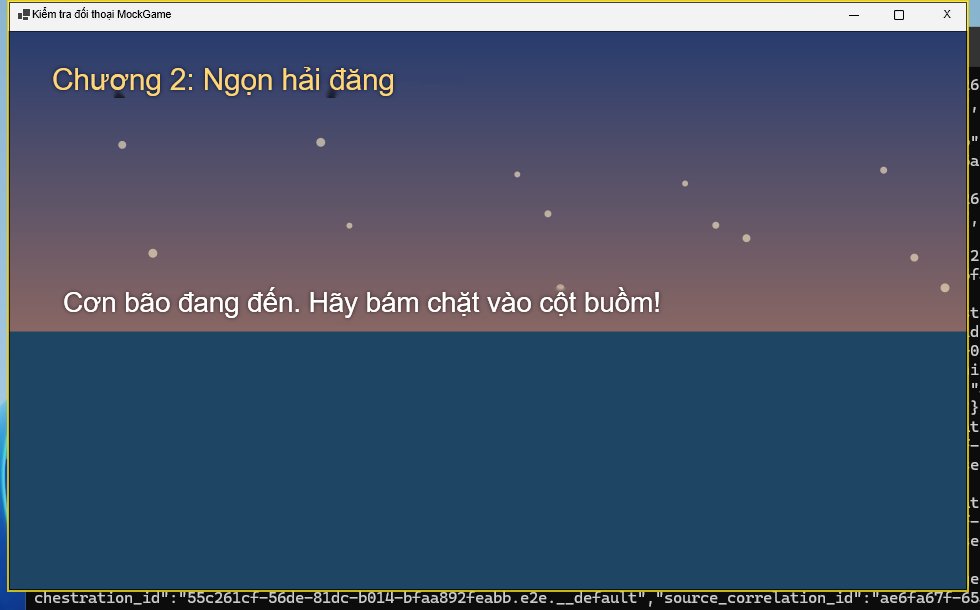 Kiểm tra đối thoại MockGame
Chương 2: Ngọn hải đăng
Cơn bão đang đến. Hãy bám chặt vào cột buồm!
chestration_id":"55c261cf-56de-81dc-b014-bfaa892feabb.e2e.__default","source_correlation_id":"ae6fa67f-6